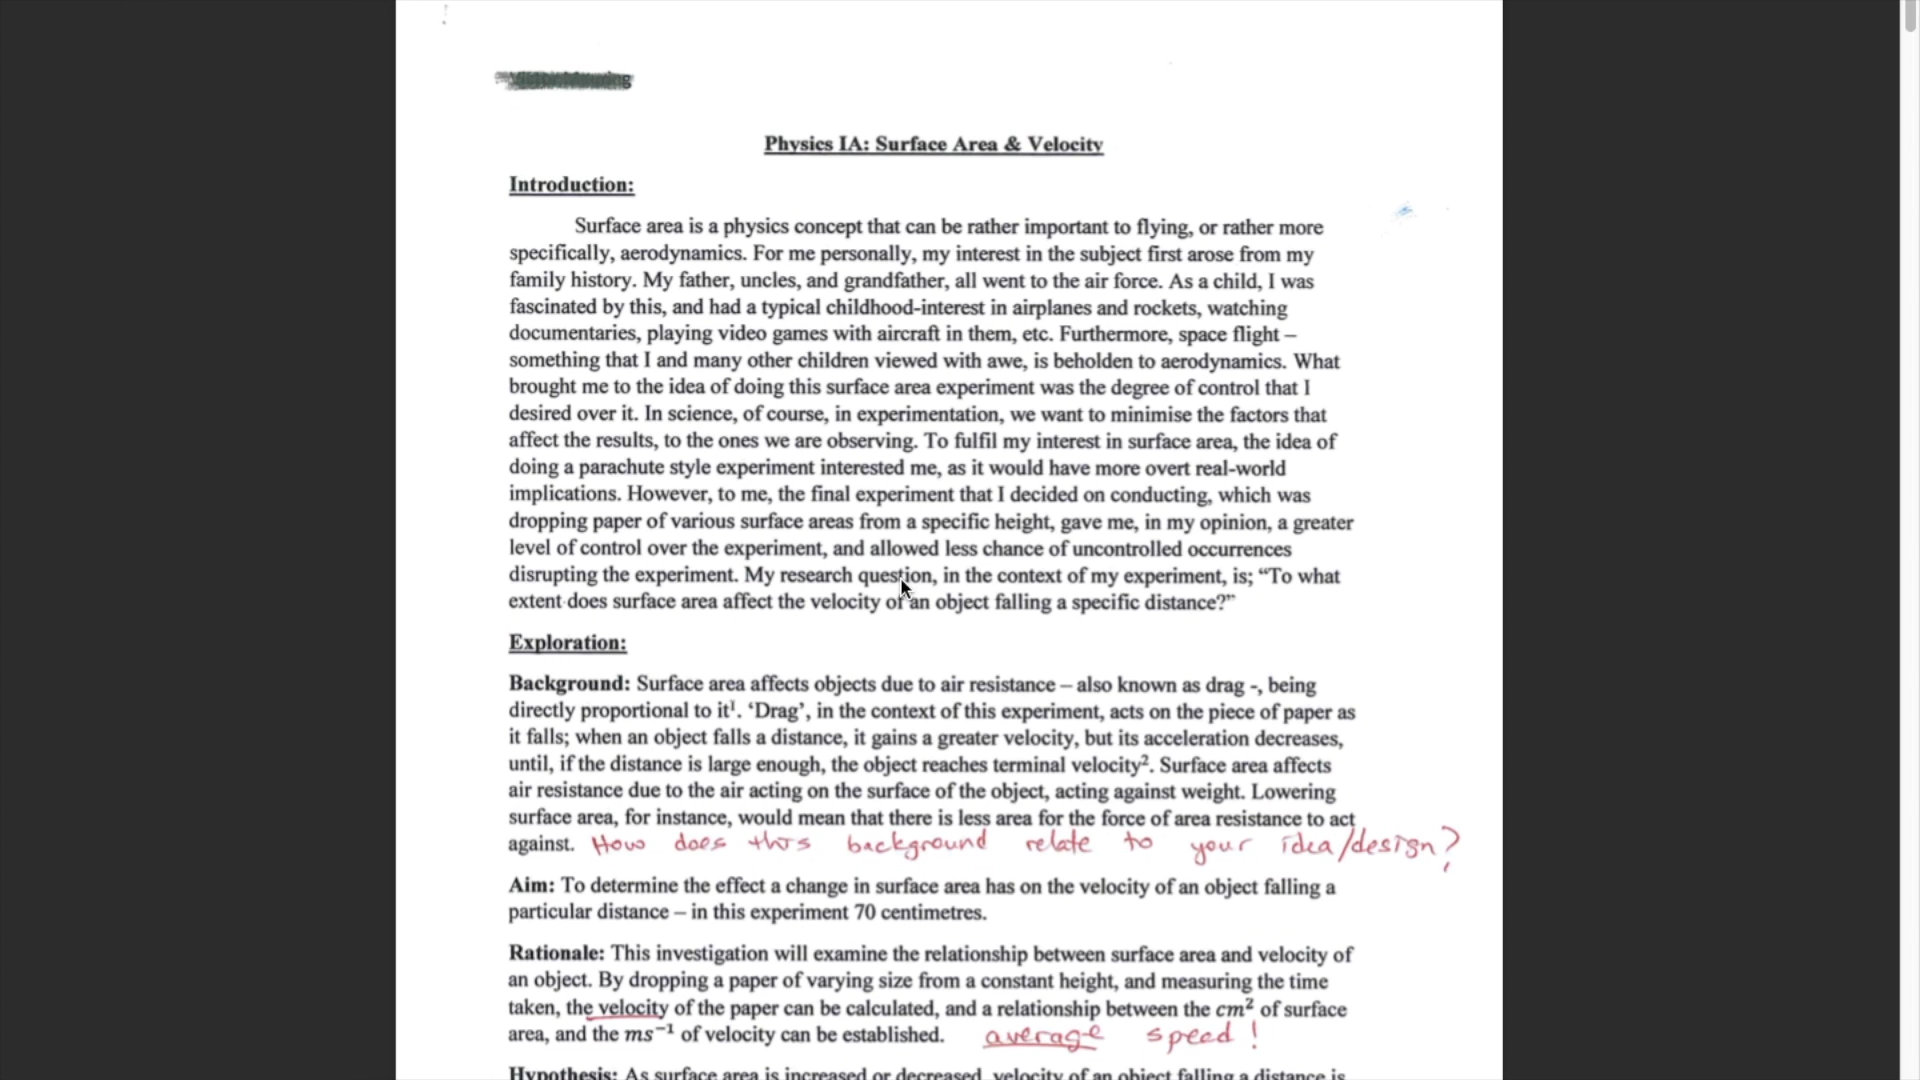 Physics IA: Surface Area & Velocity
Introduction:
Surface area is a physics concept that can be rather important to flying, or rather more
specifically, aerodynamics. For me personally, my interest in the subject first arose from my
family history. My father, uncles, and grandfather, all went to the air force. As a child, I was
fascinated by this, and had a typical childhood-interest in airplanes and rockets, watching
documentaries, playing video games with aircraft in them, etc. Furthermore, space flight –
something that I and many other children viewed with awe, is beholden to aerodynamics. What
brought me to the idea of doing this surface area experiment was the degree of control that I
desired over it. In science, of course, in experimentation, we want to minimise the factors that
affect the results, to the ones we are observing. To fulfil my interest in surface area, the idea of
doing a parachute style experiment interested me, as it would have more overt real-world
implications. However, to me, the final experiment that I decided on conducting, which was
dropping paper of various surface areas from a specific height, gave me, in my opinion, a greater
level of control over the experiment, and allowed less chance of uncontrolled occurrences
disrupting the experiment. My research question, in the context of my experiment, is; “To what
extent does surface area affect the velocity of an object falling a specific distance?”
Exploration:
Background: Surface area affects objects due to air resistance – also known as drag -, being
directly proportional to it¹. ‘Drag’, in the context of this experiment, acts on the piece of paper as
it falls; when an object falls a distance, it gains a greater velocity, but its acceleration decreases,
until, if the distance is large enough, the object reaches terminal velocity². Surface area affects
air resistance due to the air acting on the surface of the object, acting against weight. Lowering
surface area, for instance, would mean that there is less area for the force of area resistance to act
against. How does this background relate to your idea/design?
Aim: To determine the effect a change in surface area has on the velocity of an object falling a
particular distance – in this experiment 70 centimetres.
Rationale: This investigation will examine the relationship between surface area and velocity of
an object. By dropping a paper of varying size from a constant height, and measuring the time
taken, the velocity of the paper can be calculated, and a relationship between the cm² of surface
area, and the ms⁻¹ of velocity can be established. average speed!
Hypothesis: As surface area is increased or decreased, velocity of an object falling a distance is